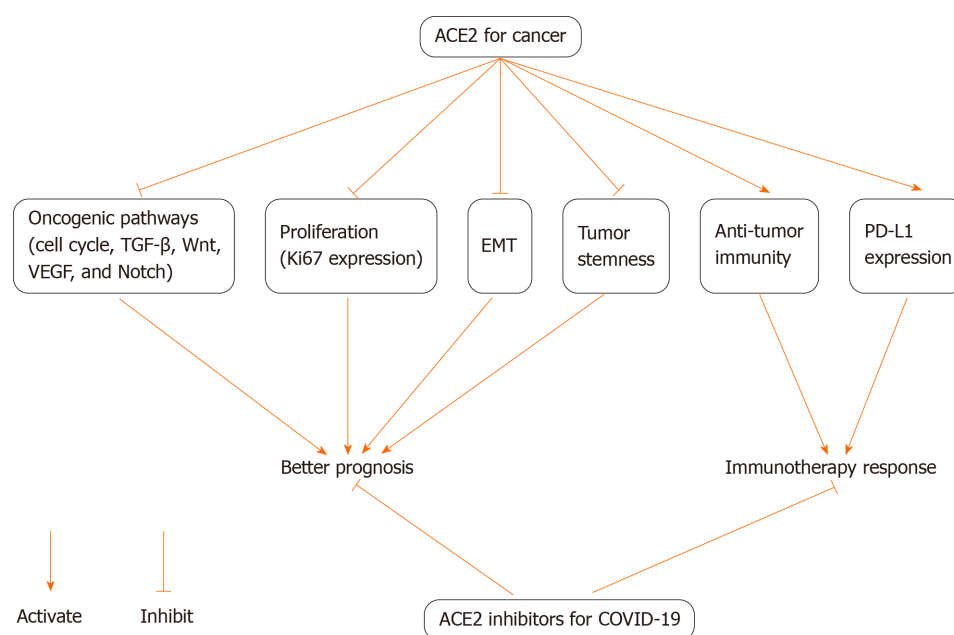 ACE2 for cancer
Oncogenic pathways
(cell cycle, TGF-β, Wnt,
VEGF, and Notch)
Proliferation
(Ki67 expression)
EMT
Tumor
stemness
Anti-tumor
immunity
PD-L1
expression
Better prognosis
Immunotherapy response
Activate
Inhibit
ACE2 inhibitors for COVID-19